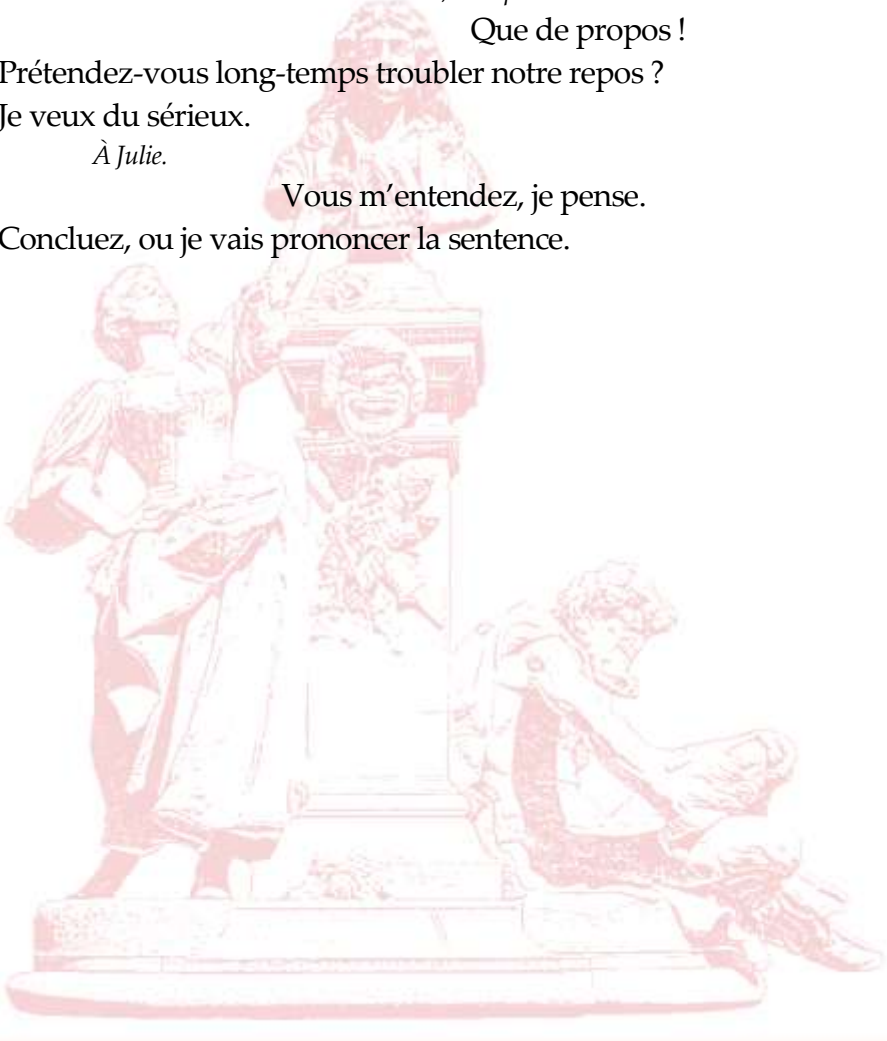 Que de propos !
Prétendez-vous long-temps troubler notre repos ?
Je veux du sérieux.
À Julie.
Vous m’entendez, je pense.
Concluez, ou je vais prononcer la sentence.